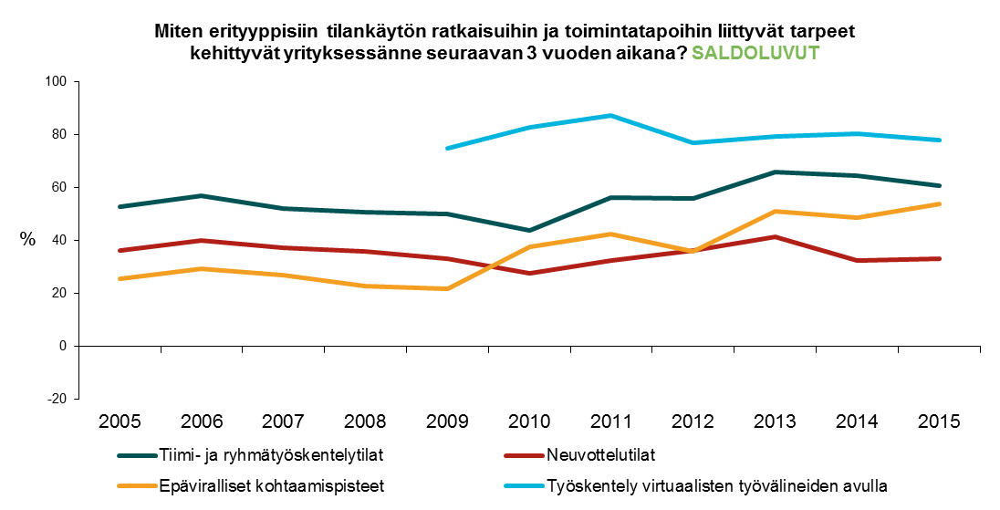 Miten erityyppisiin tilankäytön ratkaisuihin ja toimintatapoihin liittyvät tarpeet
kehittyvät yrityksessänne seuraavan 3 vuoden aikana? SALDOLUVUT
100
80
60
%
40
20
0
-20
2005 2006 2007 2008 2009 2010 2011 2012 2013 2014 2015
Tiimi- ja ryhmätyöskentelytilat Neuvottelutilat
Epäviralliset kohtaamispisteet Työskentely virtuaalisten työvälineiden avulla